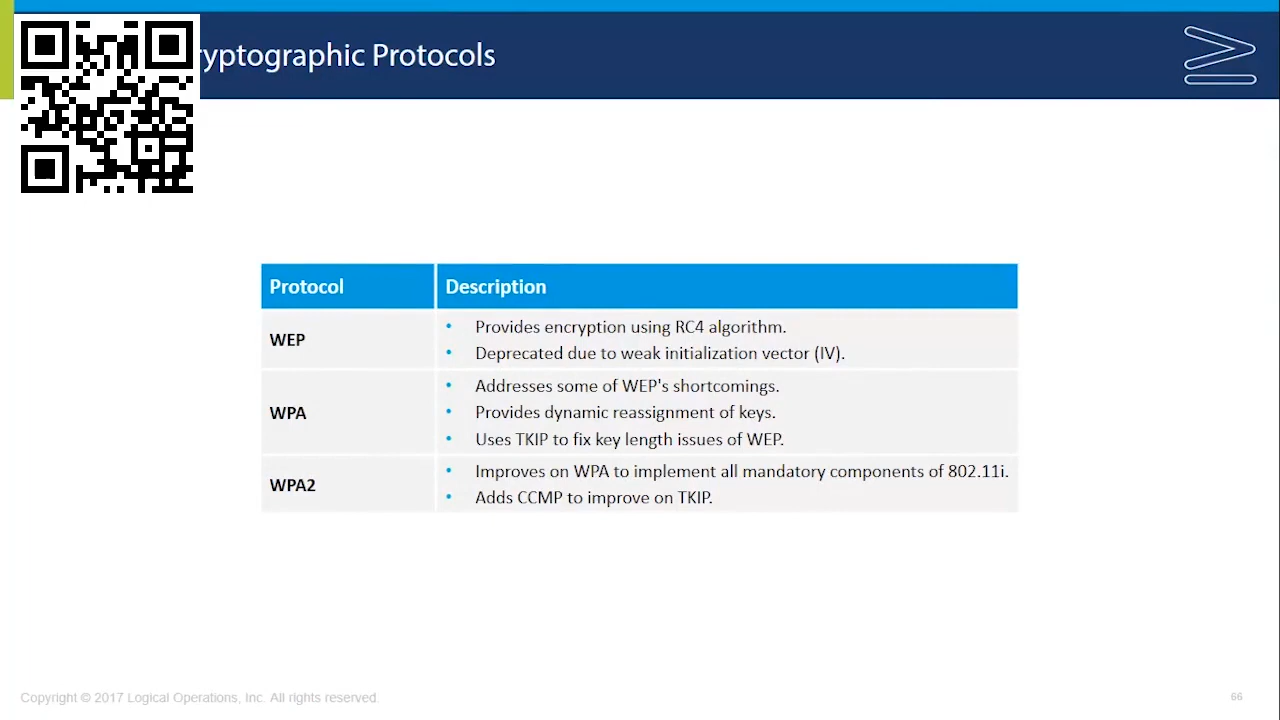 ryptographic Protocols
Protocol
Description
WEP
• Provides encryption using RC4 algorithm.
• Deprecated due to weak initialization vector (IV).
WPA
• Addresses some of WEP's shortcomings.
• Provides dynamic reassignment of keys.
• Uses TKIP to fix key length issues of WEP.
WPA2
• Improves on WPA to implement all mandatory components of 802.11i.
• Adds CCMP to improve on TKIP.
Copyright © 2017 Logical Operations, Inc. All rights reserved.
66